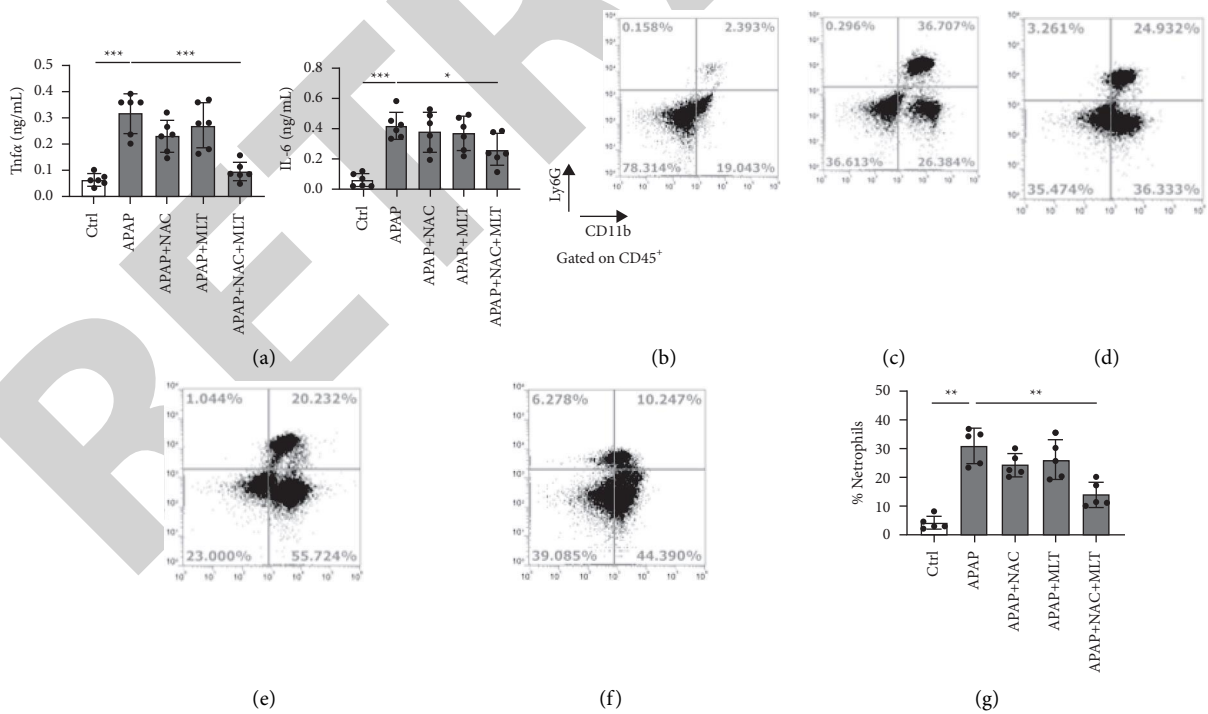 0.5
0.4
0.3
0.2
0.1
0.0
Tnfα (ng/mL)
***
***
Ctrl
APAP
APAP+NAC
APAP+MLT
APAP+NAC+MLT
0.8
0.6
0.4
0.2
0.0
IL-6 (ng/mL)
***
*
Ctrl
APAP
APAP+NAC
APAP+MLT
APAP+NAC+MLT
(a)
0.158% 2.393%
78.314% 19.043%
Ly6G
CD11b
Gated on CD45+
(b)
0.296% 36.707%
36.613% 26.384%
(c)
3.261% 24.932%
35.474% 36.333%
(d)
1.044% 20.232%
23.000% 55.724%
(e)
6.278% 10.247%
39.085% 44.390%
(f)
50
40
30
20
10
0
% Netrophils
**
**
Ctrl
APAP
APAP+NAC
APAP+MLT
APAP+NAC+MLT
(g)
RETR